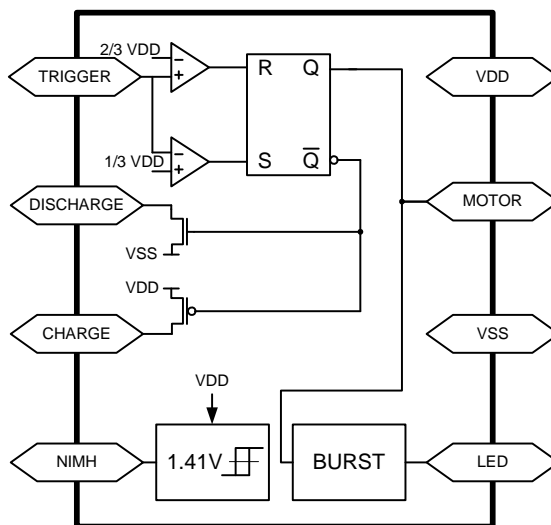 2/3 VDD
TRIGGER
R Q
VDD
1/3 VDD
S Q
DISCHARGE
MOTOR
VSS
VDD
CHARGE
VSS
VDD
NIMH
1.41V
BURST
LED